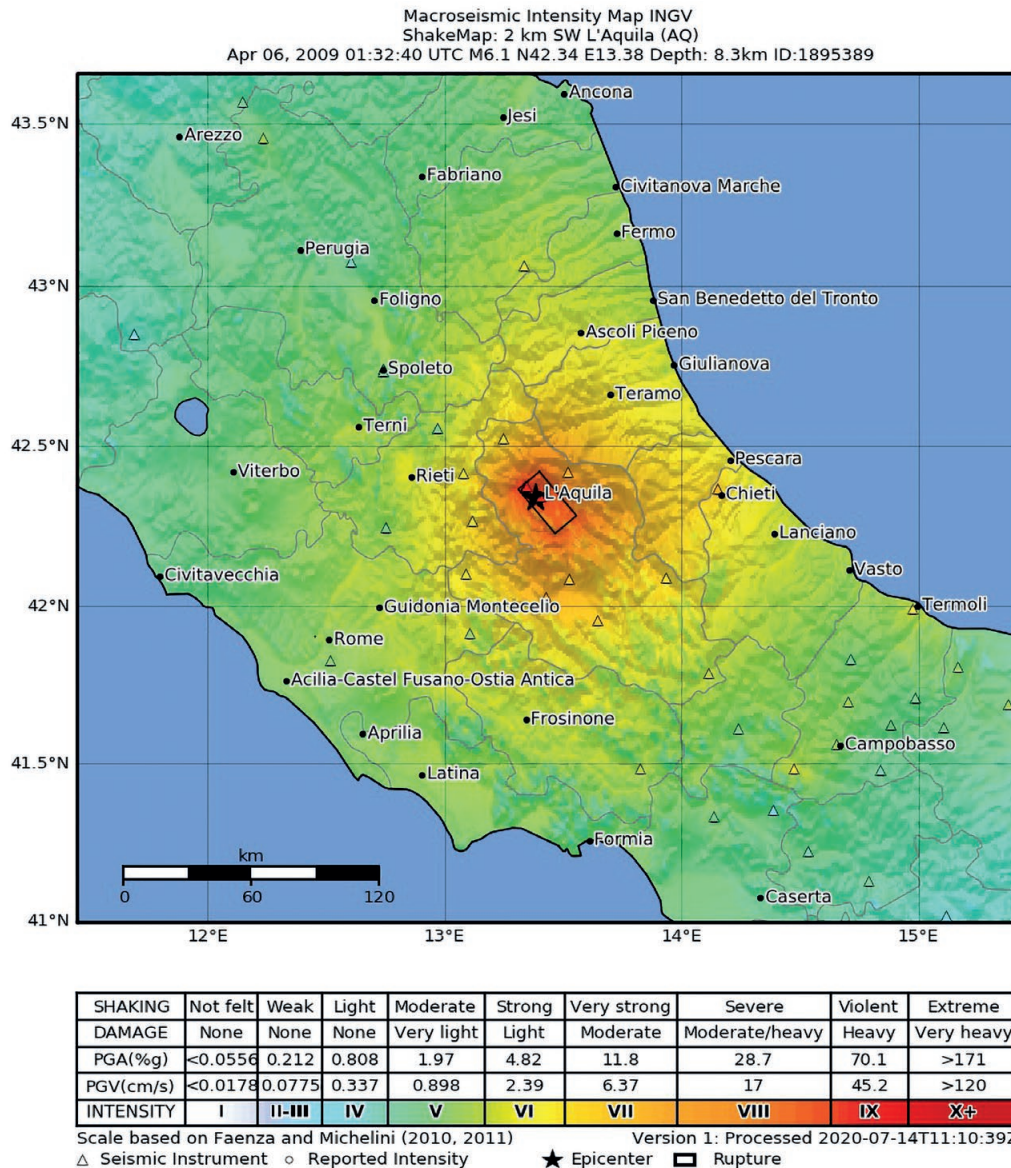 Macroseismic Intensity Map INGV
ShakeMap: 2 km SW L'Aquila (AQ)
Apr 06, 2009 01:32:40 UTC M6.1 N42.34 E13.38 Depth: 8.3km ID:1895389
Ancona
43.5°N
Jesi
Arezzo
Fabriano
Civitanova Marche
Fermo
Perugia
43°N
Foligno
San Benedetto del Tronto
Ascoli Piceno
Spoleto
Giulianova
Teramo
Terni
42.5°N
Pescara
Viterbo
Rieti
L'Aquila
Chieti
Lanciano
Vasto
Civitavecchia
42°N
Guidonia Montecelio
Termoli
Rome
Acilia-Castel Fusano-Ostia Antica
Frosinone
Aprilia
Campobasso
41.5°N
Latina
Formia
km
0 60 120
Caserta
41°N
12°E 13°E 14°E 15°E
SHAKING Not felt Weak Light Moderate Strong Very strong Severe Violent Extreme
DAMAGE None None None Very light Light Moderate Moderate/heavy Heavy Very heavy
PGA(%g) <0.0556 0.212 0.808 1.97 4.82 11.8 28.7 70.1 >171
PGV(cm/s) <0.0178 0.0775 0.337 0.898 2.39 6.37 17 45.2 >120
INTENSITY I II-III IV V VI VII VIII IX X+
Scale based on Faenza and Michelini (2010, 2011) Version 1: Processed 2020-07-14T11:10:39Z
Seismic Instrument Reported Intensity Epicenter Rupture